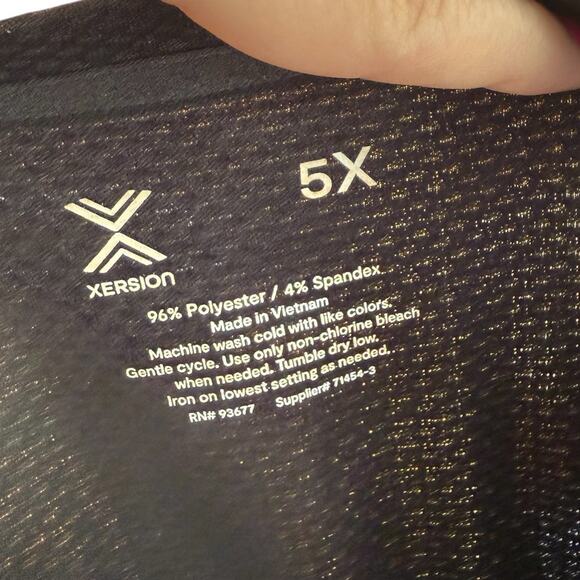 5X
XERSION
96% Polyester / 4% Spandex
Made in Vietnam
Machine wash cold with like colors.
Gentle cycle. Use only non-chlorine bleach
when needed. Tumble dry low.
Iron on lowest setting as needed.
RN# 93677 Supplier# 71454-3